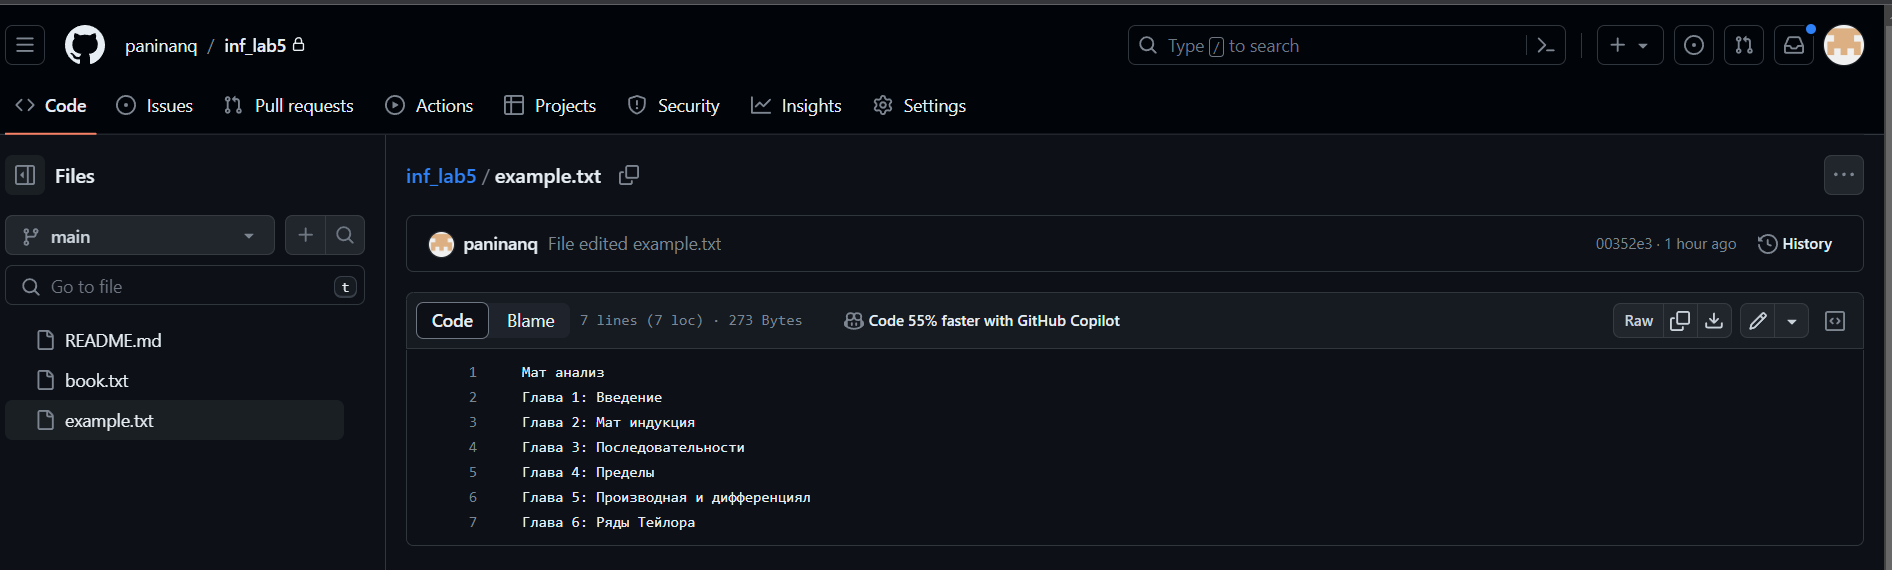 paninanq / inf_lab5
Type / to search
Code
Issues
Pull requests
Actions
Projects
Security
Insights
Settings
Files
main
Go to file
t
README.md
book.txt
example.txt
inf_lab5 / example.txt
paninanq File edited example.txt
00352e3 · 1 hour ago
History
Code
Blame
7 lines (7 loc) · 273 Bytes
Code 55% faster with GitHub Copilot
Raw
1 Мат анализ
2 Глава 1: Введение
3 Глава 2: Мат индукция
4 Глава 3: Последовательности
5 Глава 4: Пределы
6 Глава 5: Производная и дифференциял
7 Глава 6: Ряды Тейлора